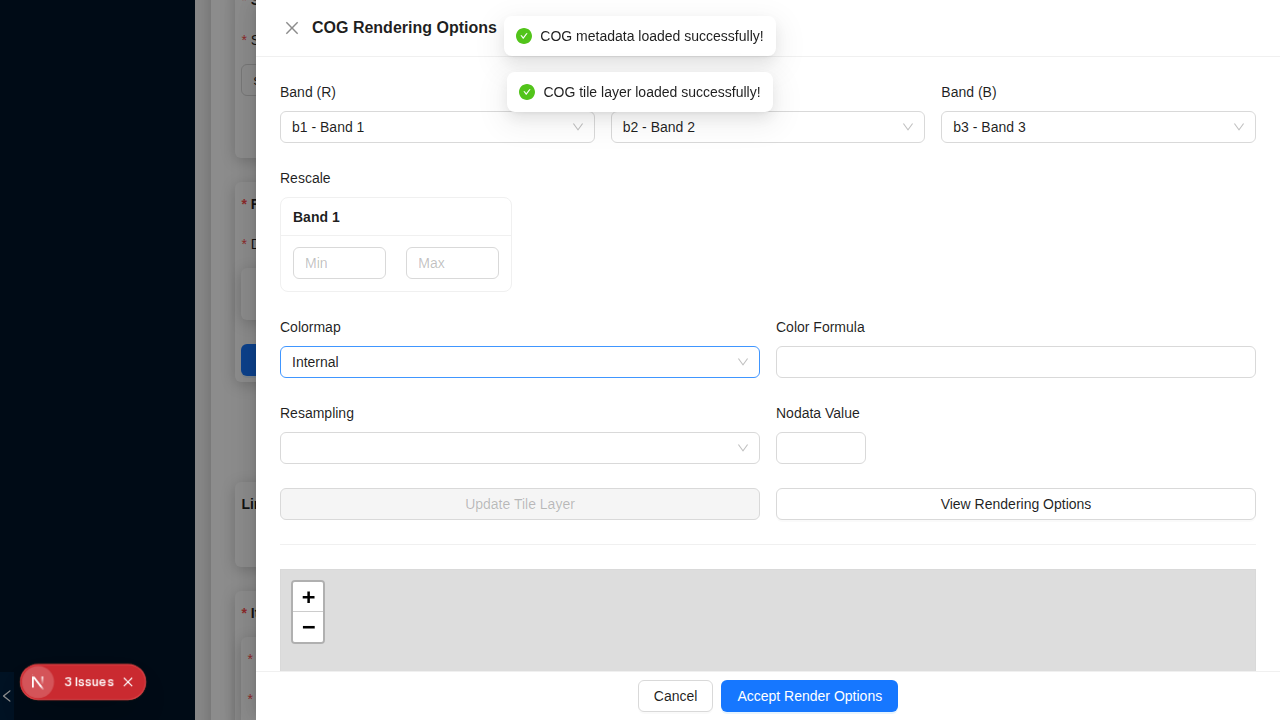 COG Rendering Options
COG metadata loaded successfully!
COG tile layer loaded successfully!
Band (R)
Band (B)
b1 - Band 1
b2 - Band 2
b3 - Band 3
Rescale
Band 1
Min
Max
Colormap
Color Formula
Internal
Resampling
Nodata Value
Update Tile Layer
View Rendering Options
+
−
3 Issues
Cancel
Accept Render Options